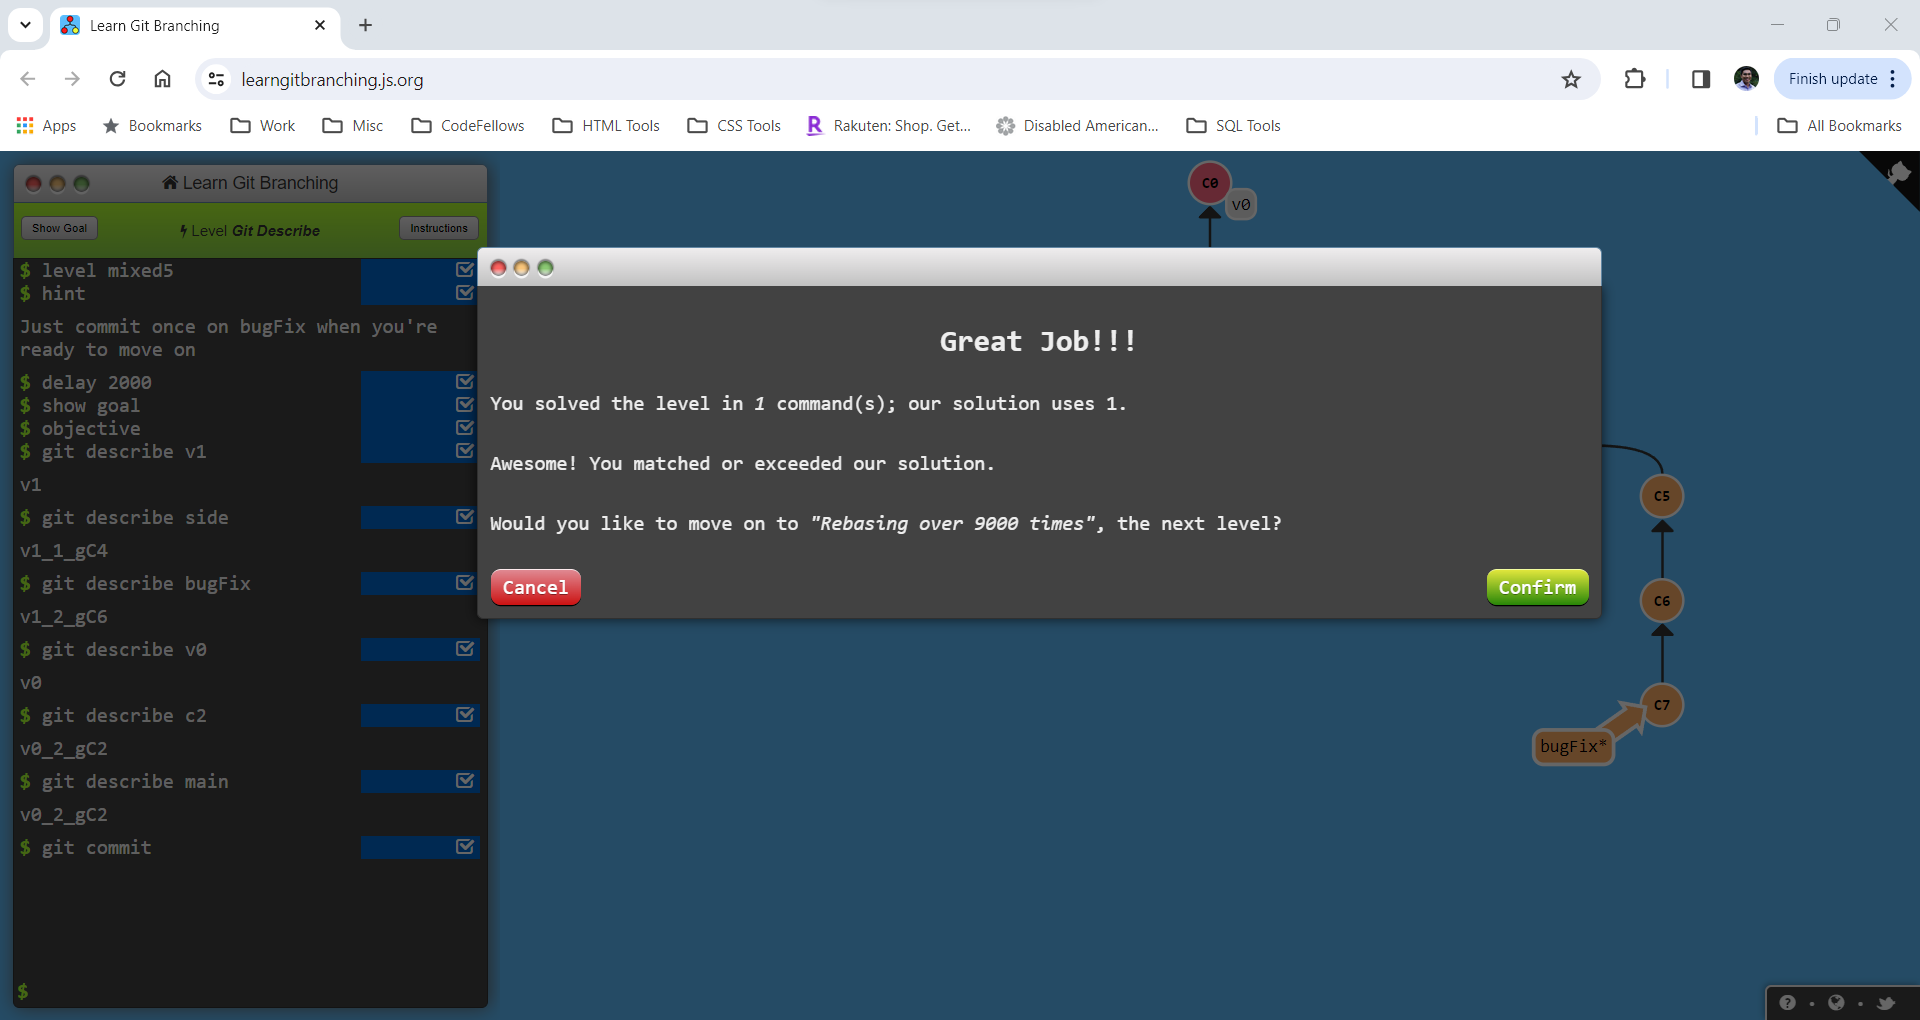 Learn Git Branching
learngitbranching.js.org
Finish update
Apps
Bookmarks
Work
Misc
CodeFellows
HTML Tools
CSS Tools
Rakuten: Shop. Get...
Disabled American...
SQL Tools
All Bookmarks
Learn Git Branching
Show Goal
Level Git Describe
Instructions
$ level mixed5
$ hint
Just commit once on bugFix when you're
ready to move on
$ delay 2000
$ show goal
$ objective
$ git describe v1
v1
$ git describe side
v1_1_gC4
$ git describe bugFix
v1_2_gC6
$ git describe v0
v0
$ git describe c2
v0_2_gC2
$ git describe main
v0_2_gC2
$ git commit
$
C0
v0
Great Job!!!
You solved the level in 1 command(s); our solution uses 1.
Awesome! You matched or exceeded our solution.
Would you like to move on to "Rebasing over 9000 times", the next level?
Cancel
Confirm
C5
C6
C7
bugFix*